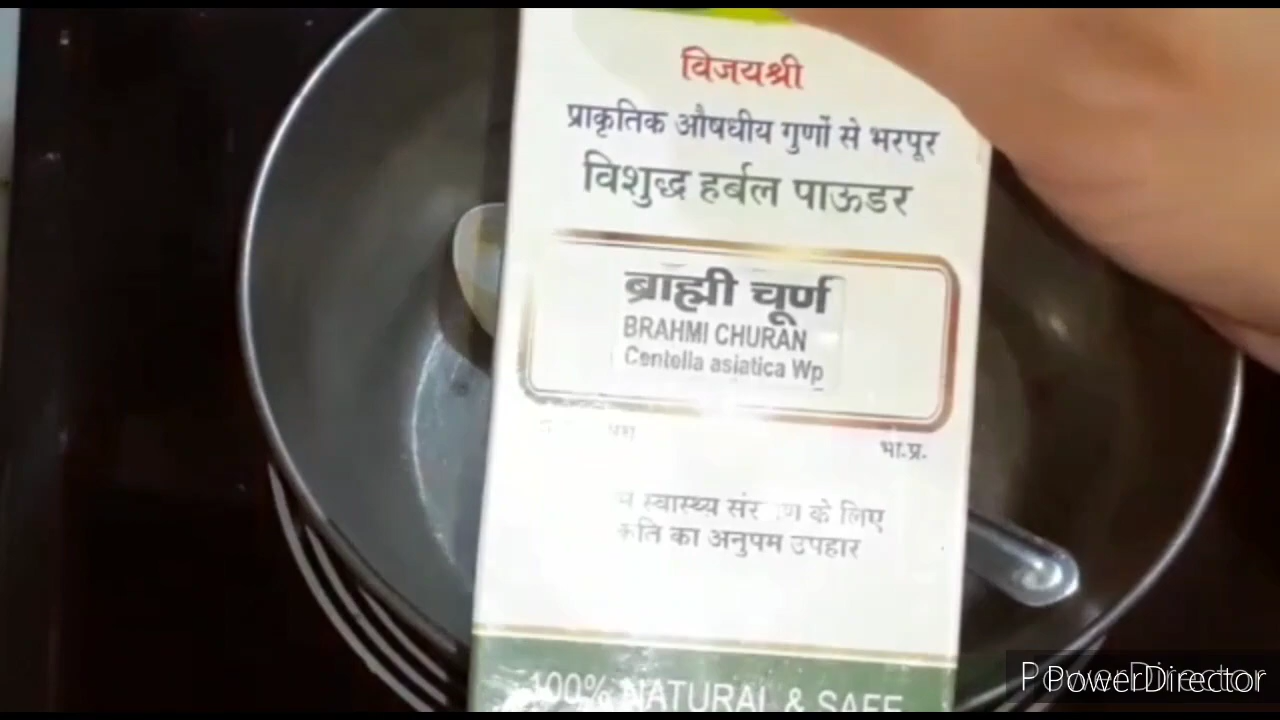 विजयश्री
प्राकृतिक औषधीय गुणों से भरपूर
विशुद्ध हर्बल पाऊडर
ब्राह्मी चूर्ण
BRAHMI CHURAN
Centella asiatica Wp
भा.प्र.
स्वास्थ्य के लिए
का अनुपम उपहार
100% NATURAL & SAFE
PowerDirector